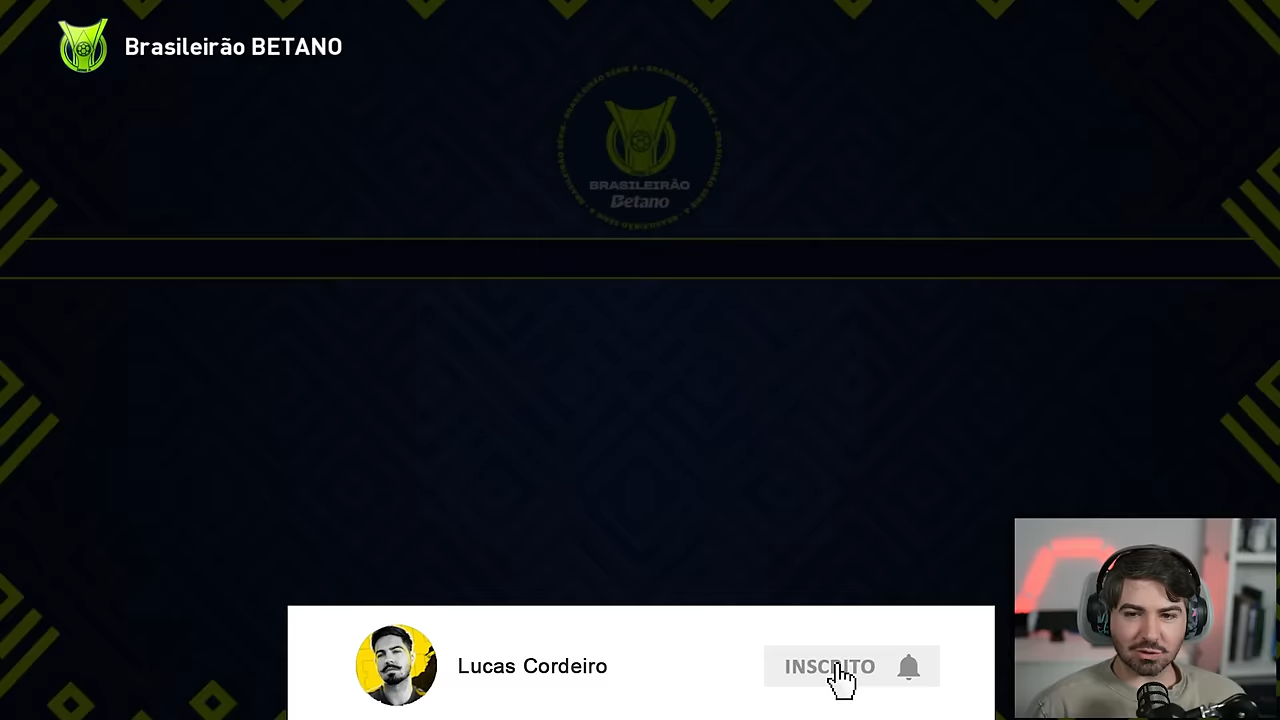 Brasileirão BETANO
BRASILEIRÃO
Betano
Lucas Cordeiro
INSCRITO